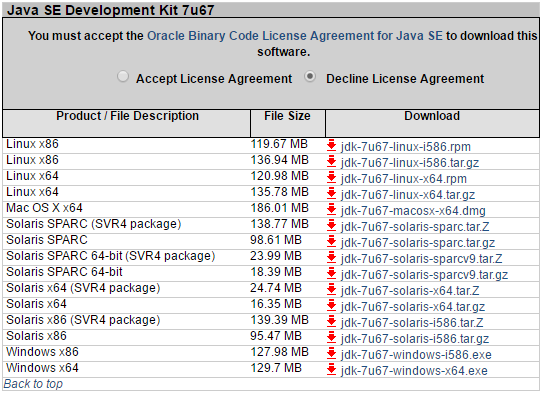 Java SE Development Kit 7u67
You must accept the Oracle Binary Code License Agreement for Java SE to download this
software.
Accept License Agreement Decline License Agreement
Product / File Description File Size Download
Linux x86 119.67 MB jdk-7u67-linux-i586.rpm
Linux x86 136.94 MB jdk-7u67-linux-i586.tar.gz
Linux x64 120.98 MB jdk-7u67-linux-x64.rpm
Linux x64 135.78 MB jdk-7u67-linux-x64.tar.gz
Mac OS X x64 186.01 MB jdk-7u67-macosx-x64.dmg
Solaris SPARC (SVR4 package) 138.77 MB jdk-7u67-solaris-sparc.tar.Z
Solaris SPARC 98.61 MB jdk-7u67-solaris-sparc.tar.gz
Solaris SPARC 64-bit (SVR4 package) 23.99 MB jdk-7u67-solaris-sparcv9.tar.Z
Solaris SPARC 64-bit 18.39 MB jdk-7u67-solaris-sparcv9.tar.gz
Solaris x64 (SVR4 package) 24.74 MB jdk-7u67-solaris-x64.tar.Z
Solaris x64 16.35 MB jdk-7u67-solaris-x64.tar.gz
Solaris x86 (SVR4 package) 139.39 MB jdk-7u67-solaris-i586.tar.Z
Solaris x86 95.47 MB jdk-7u67-solaris-i586.tar.gz
Windows x86 127.98 MB jdk-7u67-windows-i586.exe
Windows x64 129.7 MB jdk-7u67-windows-x64.exe
Back to top